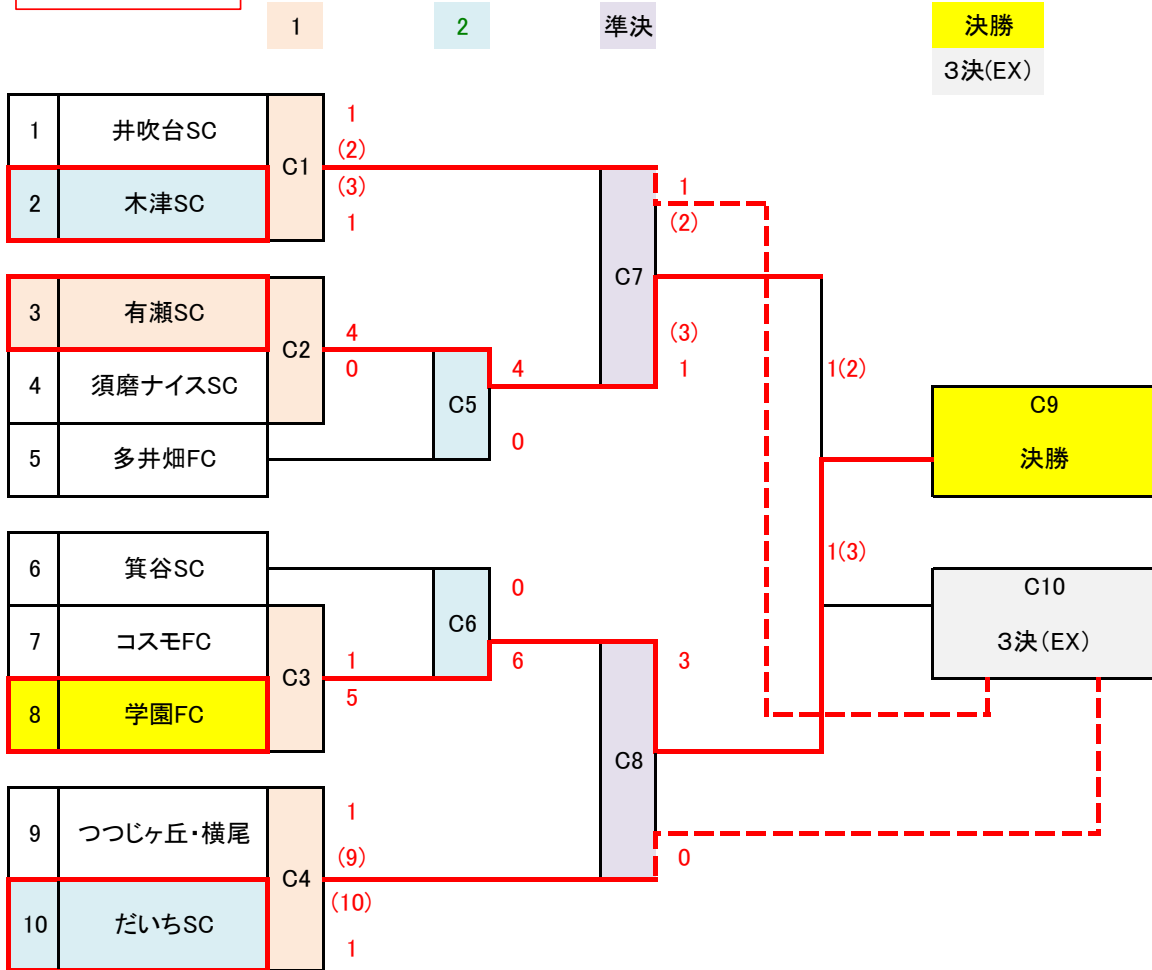 1 2 準決 決勝
3決(EX)
1 井吹台SC
2 木津SC
C1
1
(2)
(3)
1
3 有瀬SC
4 須磨ナイスSC
5 多井畑FC
C2
4
0
C5
4
0
C7
1
(2)
(3)
1
6 箕谷SC
7 コスモFC
8 学園FC
C3
1
5
C6
0
6
9 つつじヶ丘・横尾
10 だいちSC
C4
1
(9)
(10)
1
C8
3
0
1(2)
1(3)
C9
決勝
C10
3決(EX)